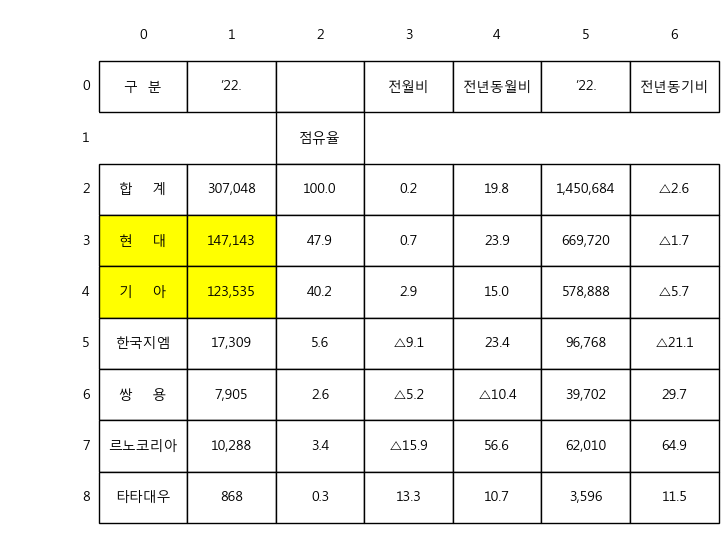 0 1 2 3 4 5 6
0 구 분 '22. 전월비 전년동월비 '22. 전년동기비
1 점유율
2 합 계 307,048 100.0 0.2 19.8 1,450,684 △2.6
3 현 대 147,143 47.9 0.7 23.9 669,720 △1.7
4 기 아 123,535 40.2 2.9 15.0 578,888 △5.7
5 한국지엠 17,309 5.6 △9.1 23.4 96,768 △21.1
6 쌍 용 7,905 2.6 △5.2 △10.4 39,702 29.7
7 르노코리아 10,288 3.4 △15.9 56.6 62,010 64.9
8 타타대우 868 0.3 13.3 10.7 3,596 11.5